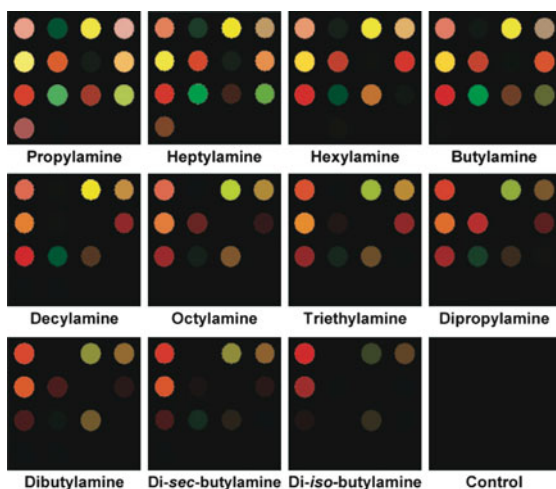 Propylamine Heptylamine Hexylamine Butylamine
Decylamine Octylamine Triethylamine Dipropylamine
Dibutylamine Di-sec-butylamine Di-iso-butylamine Control